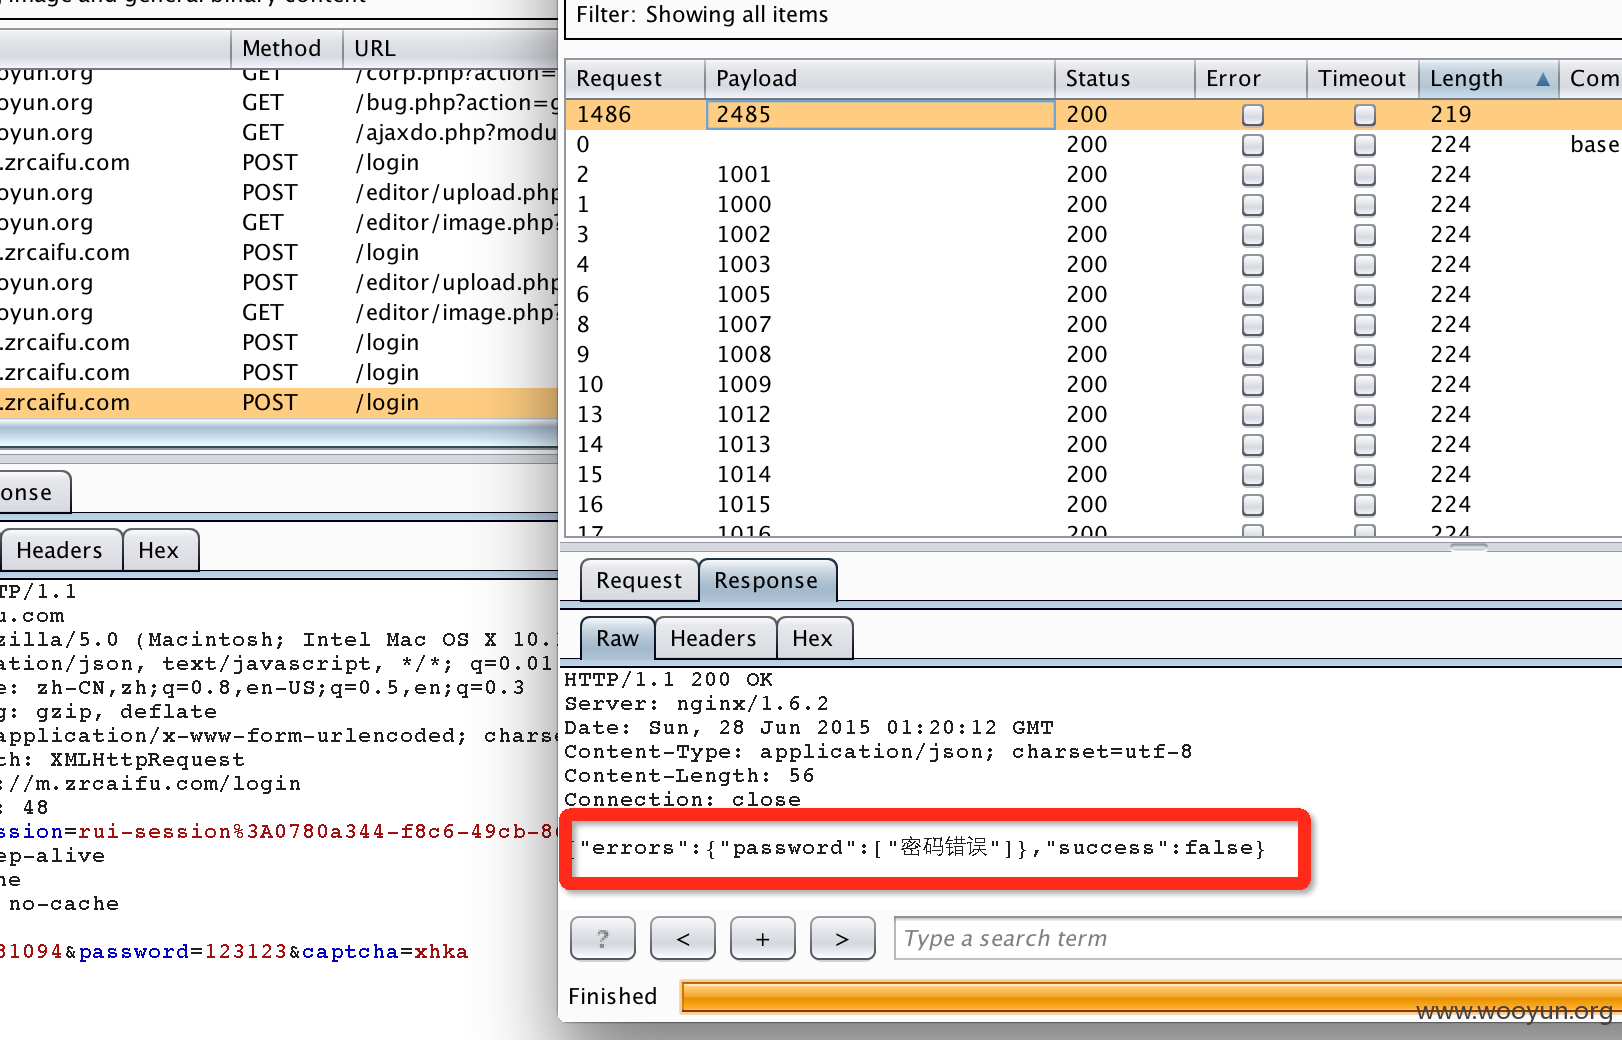 Method URL
oyun.org GET /corp.php?action=
oyun.org GET /bug.php?action=g
oyun.org GET /ajaxdo.php?modu
.zrcaifu.com POST /login
oyun.org POST /editor/upload.php
oyun.org GET /editor/image.php?
.zrcaifu.com POST /login
oyun.org POST /editor/upload.php
oyun.org GET /editor/image.php?
.zrcaifu.com POST /login
.zrcaifu.com POST /login
.zrcaifu.com POST /login
onse
Headers Hex
TP/1.1
u.com
zilla/5.0 (Macintosh; Intel Mac OS X 10.
ation/json, text/javascript, */*; q=0.01
e: zh-CN,zh;q=0.8,en-US;q=0.5,en;q=0.3
g: gzip, deflate
application/x-www-form-urlencoded; charse
th: XMLHttpRequest
://m.zrcaifu.com/login
: 48
ssion=rui-session%3A0780a344-f8c6-49cb-86
ep-alive
he
no-cache
31094&password=123123&captcha=xhka
Filter: Showing all items
Request Payload Status Error Timeout Length Com
1486 2485 200 219
0 200 224 base
2 1001 200 224
1 1000 200 224
3 1002 200 224
4 1003 200 224
6 1005 200 224
8 1007 200 224
9 1008 200 224
10 1009 200 224
13 1012 200 224
14 1013 200 224
15 1014 200 224
16 1015 200 224
17 1016 200 224
Request Response
Raw Headers Hex
HTTP/1.1 200 OK
Server: nginx/1.6.2
Date: Sun, 28 Jun 2015 01:20:12 GMT
Content-Type: application/json; charset=utf-8
Content-Length: 56
Connection: close
{"errors":{"password":["密码错误"]},"success":false}
? < + > Type a search term
Finished
www.wooyun.org